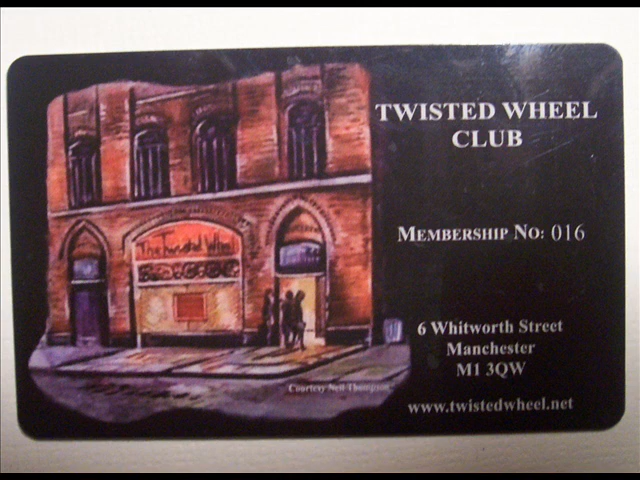 TWISTED WHEEL
CLUB
MEMBERSHIP NO: 016
The Twisted Wheel
6 Whitworth Street
Manchester
M1 3QW
Courtesy Neil Thompson
www.twistedwheel.net